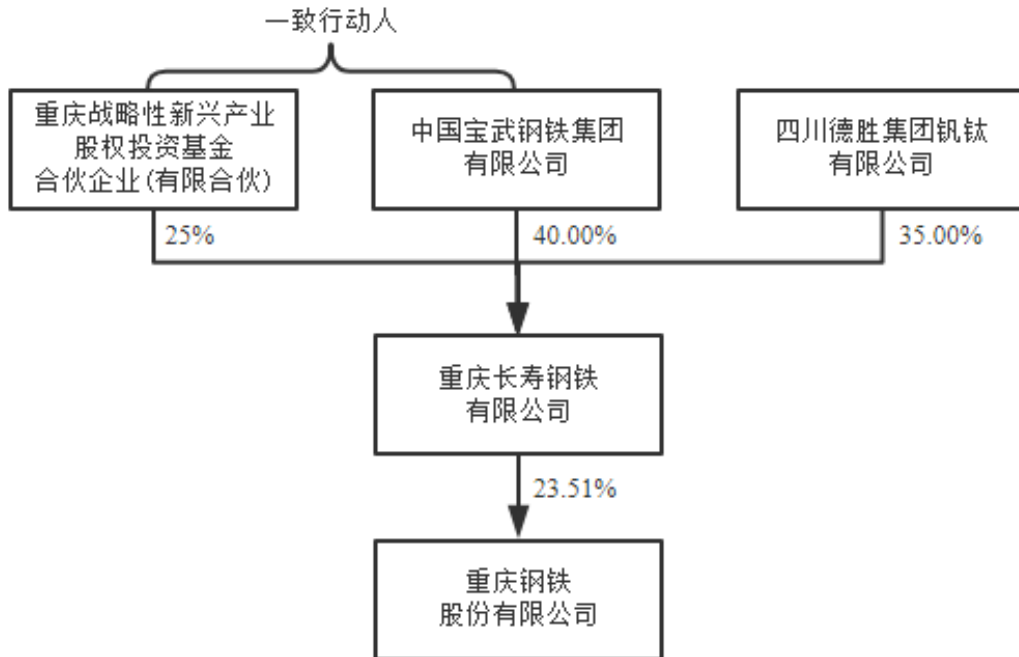 一致行动人
重庆战略性新兴产业
股权投资基金
合伙企业(有限合伙)
中国宝武钢铁集团
有限公司
四川德胜集团钒钛
有限公司
25%
40.00%
35.00%
重庆长寿钢铁
有限公司
23.51%
重庆钢铁
股份有限公司